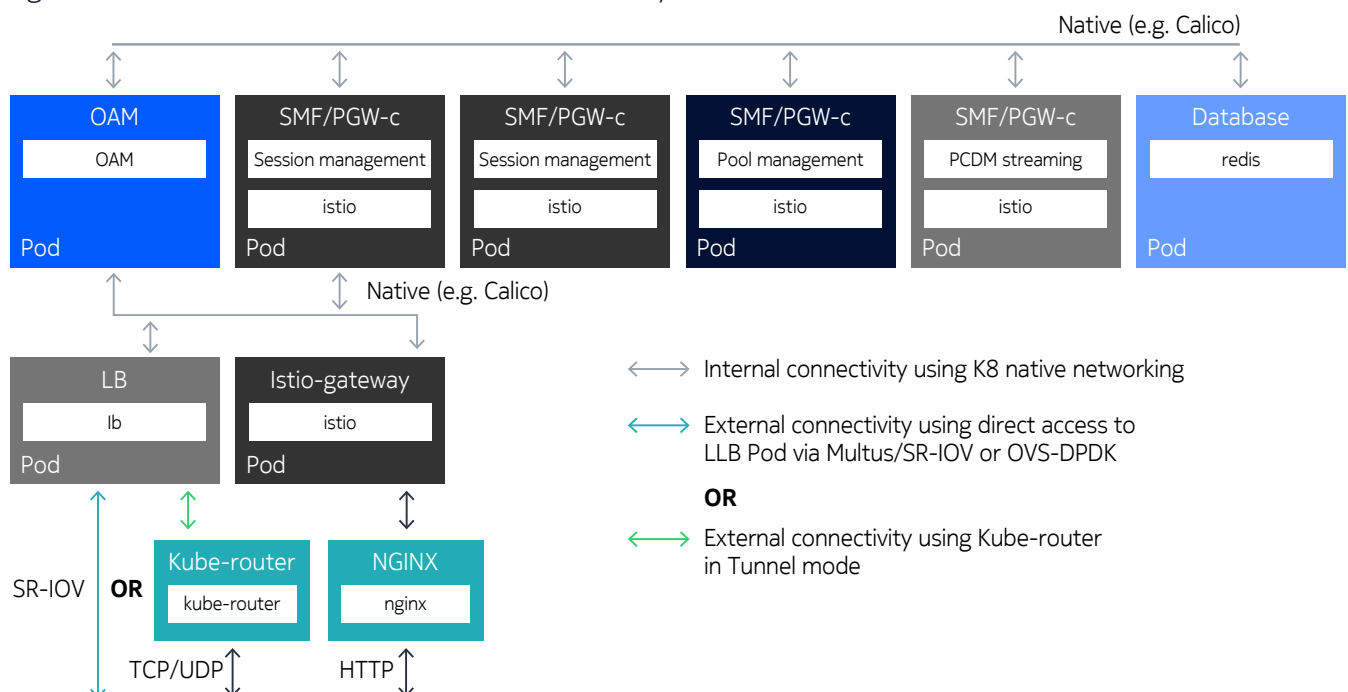 Native (e.g. Calico)
OAM
OAM
Pod
SMF/PGW-c
Session management
istio
Pod
SMF/PGW-c
Session management
istio
Pod
SMF/PGW-c
Pool management
istio
Pod
SMF/PGW-c
PCDM streaming
istio
Pod
Database
redis
Pod
Native (e.g. Calico)
LB
lb
Pod
Istio-gateway
istio
Pod
Internal connectivity using K8 native networking
External connectivity using direct access to
LLB Pod via Multus/SR-IOV or OVS-DPDK
OR
External connectivity using Kube-router
in Tunnel mode
SR-IOV
OR
Kube-router
kube-router
NGINX
nginx
TCP/UDP
HTTP